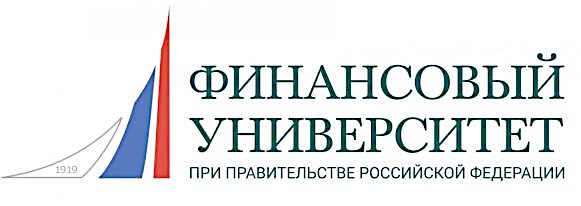 ФИНАНСОВЫЙ
УНИВЕРСИТЕТ
ПРИ ПРАВИТЕЛЬСТВЕ РОССИЙСКОЙ ФЕДЕРАЦИИ
1919